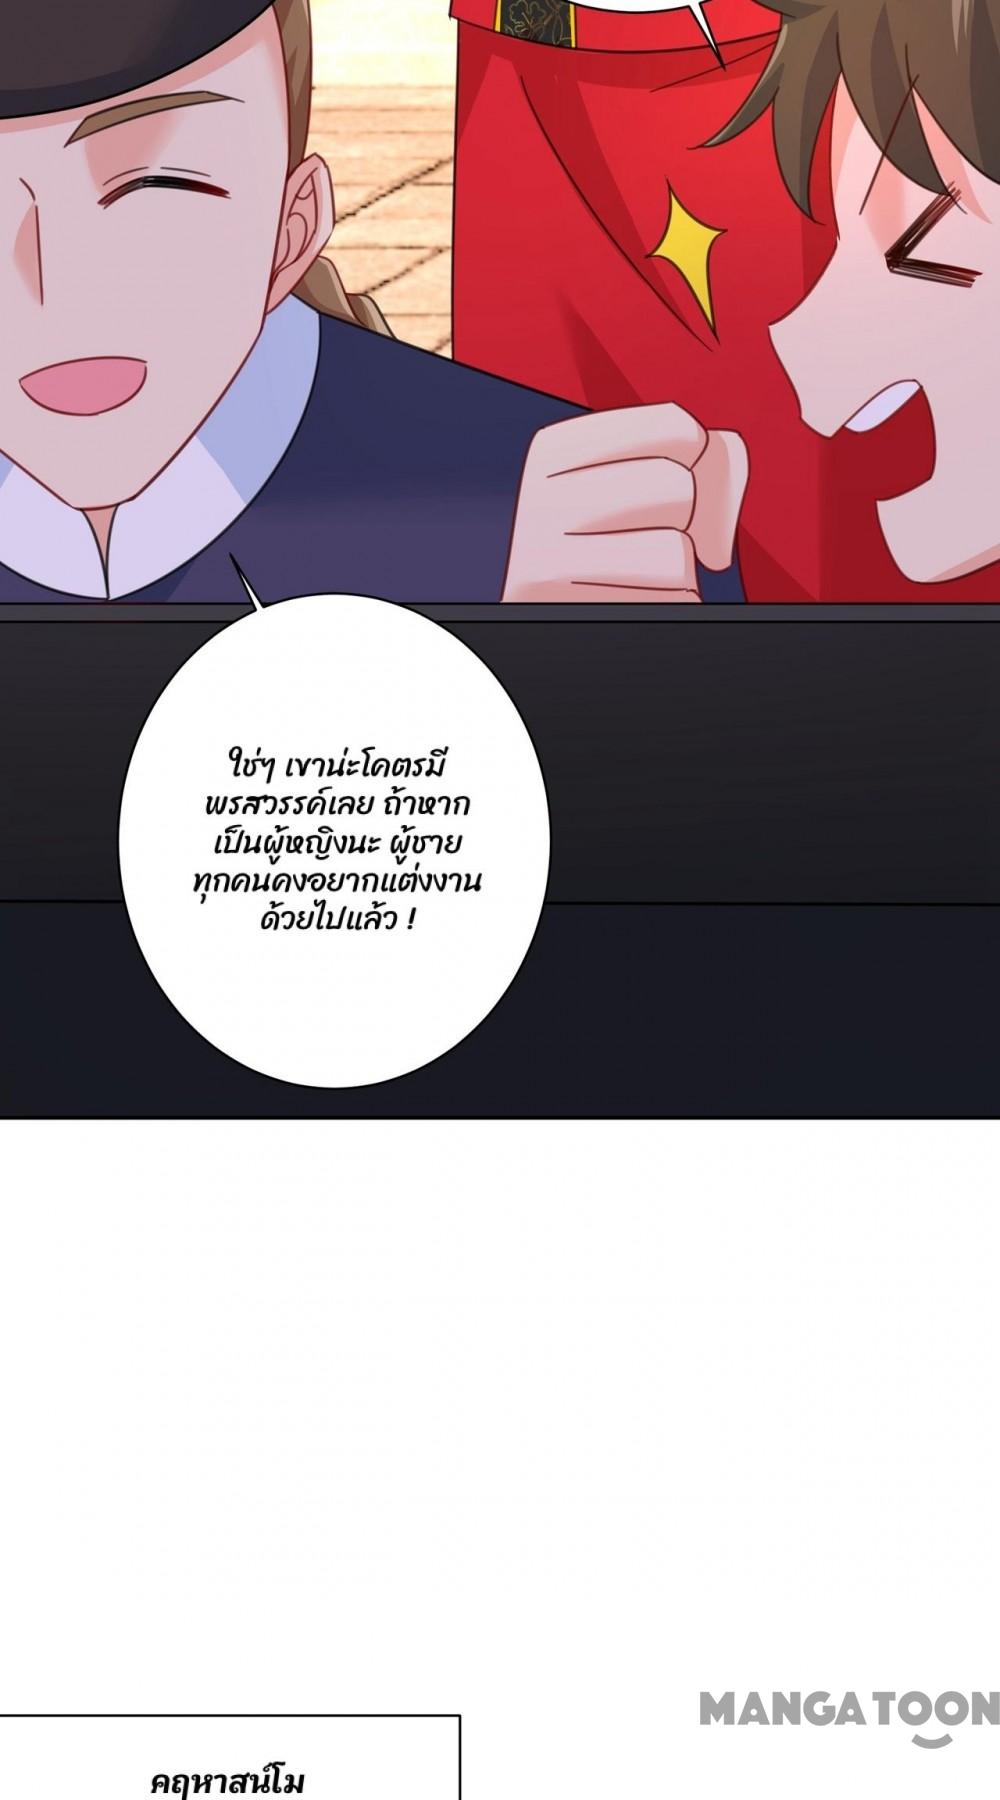 ใช่ๆ เขาน่ะโคตรมี
พรสวรรค์เลย ถ้าหาก
เป็นผู้หญิงนะ ผู้ชาย
ทุกคนคงอยากแต่งงาน
ด้วยไปแล้ว !
MANGATOON
คฤหาสน์โม